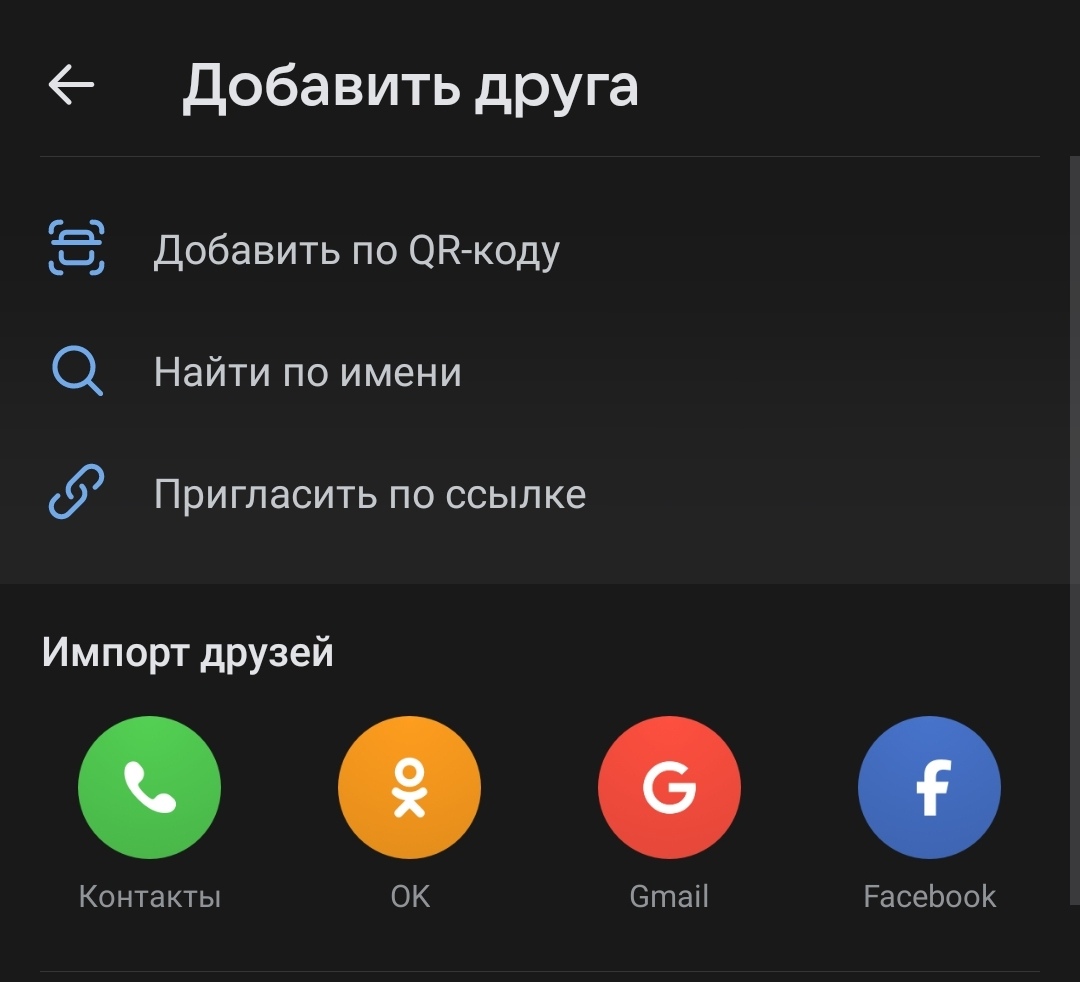 Добавить друга
Добавить по QR-коду
Найти по имени
Пригласить по ссылке
Импорт друзей
Контакты
OK
Gmail
Facebook